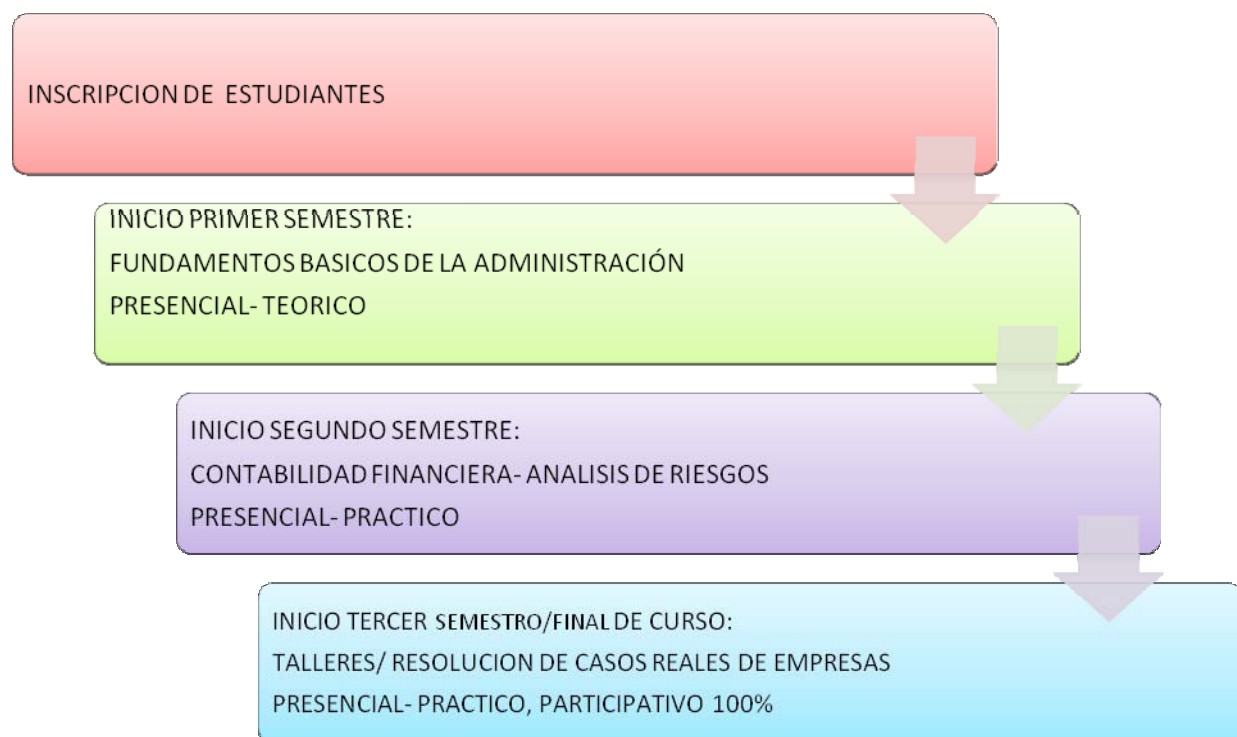 INSCRIPCION DE ESTUDIANTES
INICIO PRIMER SEMESTRE:
FUNDAMENTOS BASICOS DE LA ADMINISTRACIÓN
PRESENCIAL- TEORICO
INICIO SEGUNDO SEMESTRE:
CONTABILIDAD FINANCIERA- ANALISIS DE RIESGOS
PRESENCIAL- PRACTICO
INICIO TERCER SEMESTRO/FINAL DE CURSO:
TALLERES/ RESOLUCION DE CASOS REALES DE EMPRESAS
PRESENCIAL- PRACTICO, PARTICIPATIVO 100%